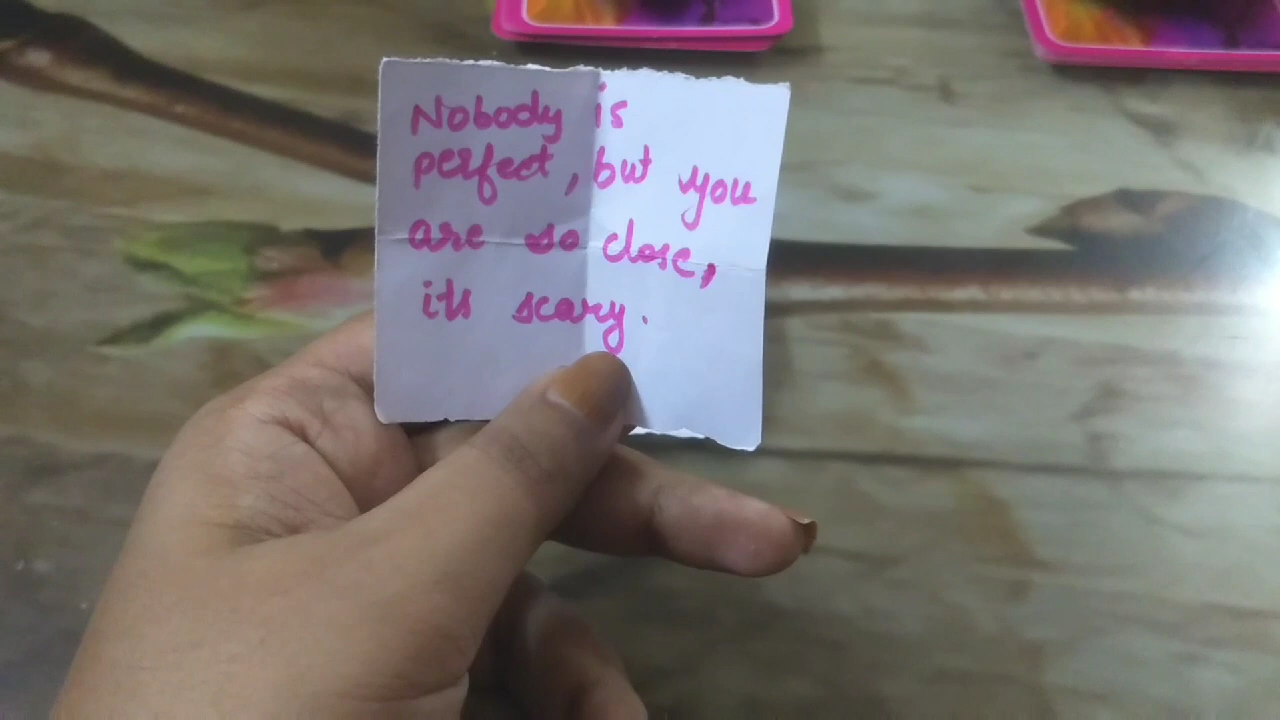 Nobody is
perfect, but you
are so close,
its scary.